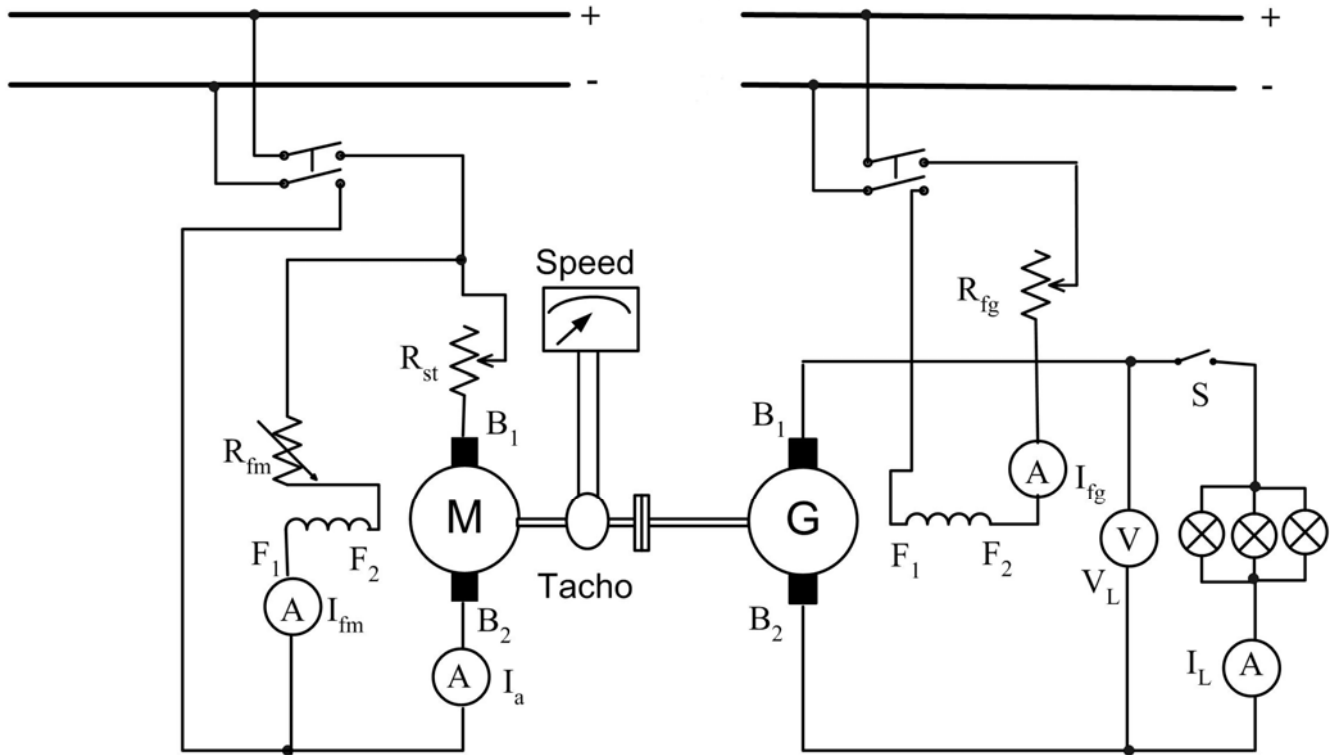 +
-
+
-
Speed
R_fg
R_st
B_1
B_1
S
R_fm
A
I_fg
M
G
V
F_1
F_2
F_1
F_2
Tacho
V_L
A
I_fm
B_2
B_2
A
I_a
I_L
A